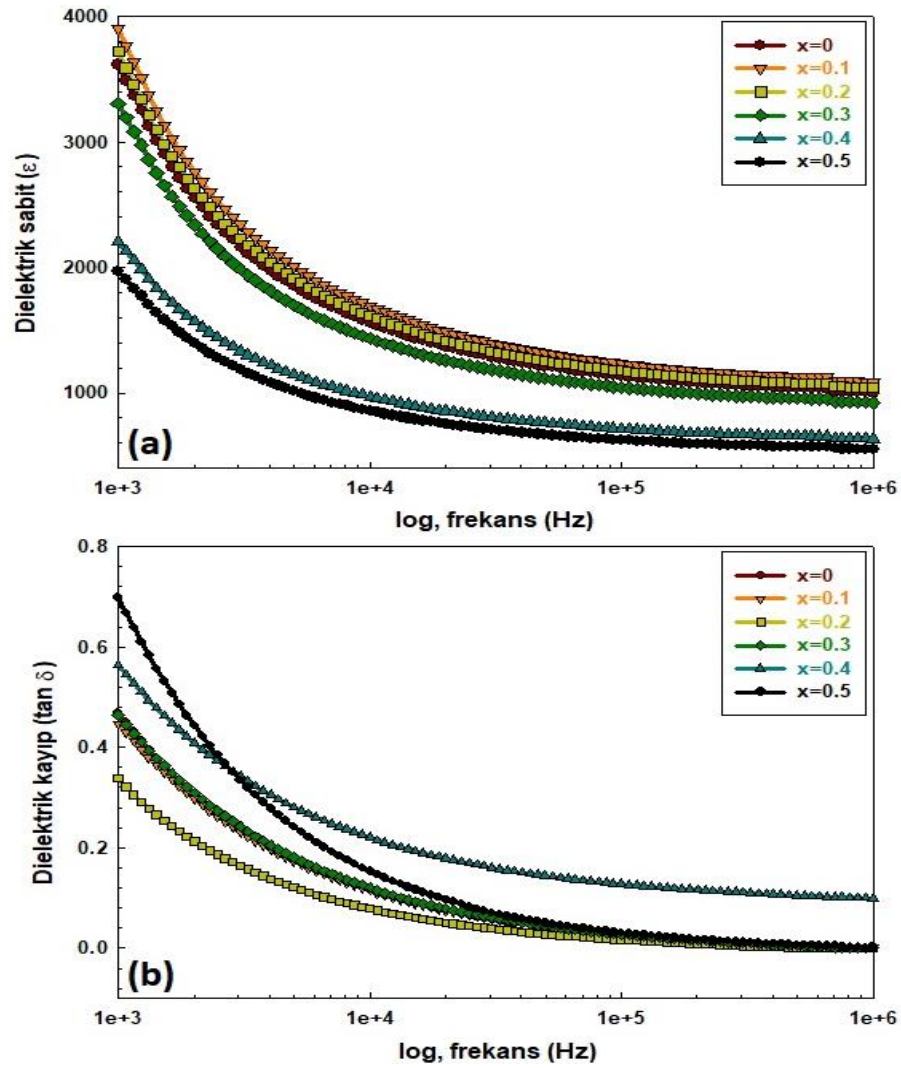 4000
3000
2000
1000
Dielektrik sabit (ε)
x=0
x=0.1
x=0.2
x=0.3
x=0.4
x=0.5
(a)
1e+3
1e+4
1e+5
1e+6
log, frekans (Hz)
0.8
0.6
0.4
0.2
0.0
Dielektrik kayıp (tan δ)
x=0
x=0.1
x=0.2
x=0.3
x=0.4
x=0.5
(b)
1e+3
1e+4
1e+5
1e+6
log, frekans (Hz)